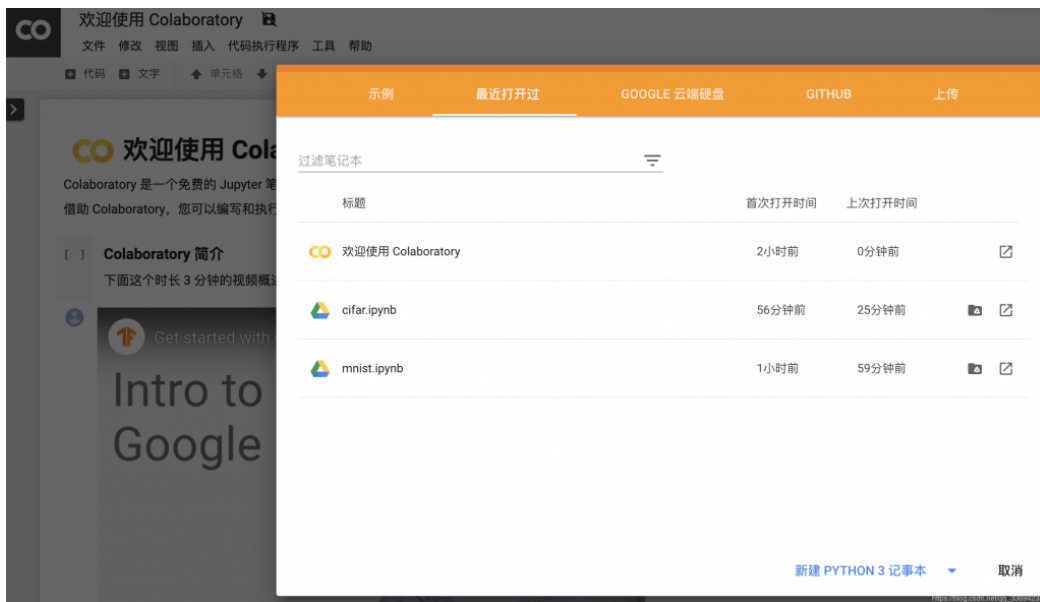 CO 欢迎使用 Colaboratory
文件 修改 视图 插入 代码执行程序 工具 帮助
代码 文字 单元格
示例 最近打开过 GOOGLE 云端硬盘 GITHUB 上传
CO 欢迎使用 Cola
Colaboratory 是一个免费的 Jupyter 笔
借助 Colaboratory，您可以编写和执行
[ ] Colaboratory 简介
下面这个时长 3 分钟的视频概述
Get started with
Intro to
Google
过滤笔记本
标题 首次打开时间 上次打开时间
CO 欢迎使用 Colaboratory 2小时前 0分钟前
cifar.ipynb 56分钟前 25分钟前
mnist.ipynb 1小时前 59分钟前
新建 PYTHON 3 记事本 取消